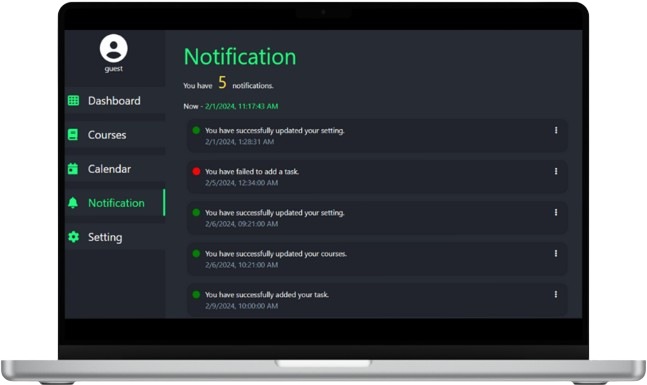 guest
Dashboard
Courses
Calendar
Notification
Setting
Notification
You have 5 notifications.
Now - 2/1/2024, 11:17:43 AM
You have successfully updated your setting.
2/1/2024, 1:28:31 AM
You have failed to add a task.
2/5/2024, 12:34:00 AM
You have successfully updated your setting.
2/6/2024, 09:21:00 AM
You have successfully updated your courses.
2/6/2024, 10:21:00 AM
You have successfully added your task.
2/9/2024, 10:00:00 AM